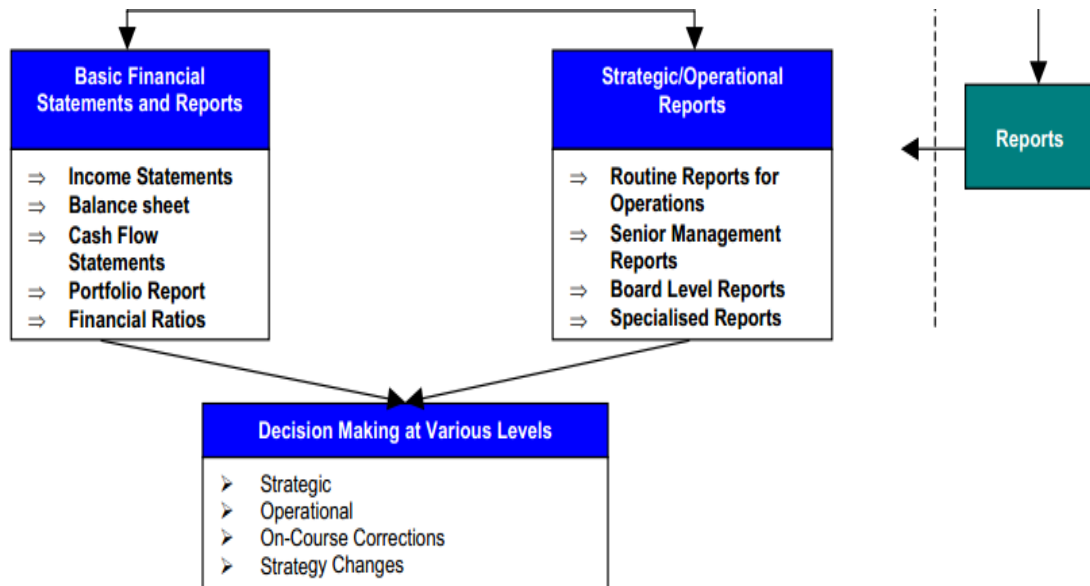 Basic Financial
Statements and Reports
⇒ Income Statements
⇒ Balance sheet
⇒ Cash Flow
Statements
⇒ Portfolio Report
⇒ Financial Ratios
Strategic/Operational
Reports
⇒ Routine Reports for
Operations
⇒ Senior Management
Reports
⇒ Board Level Reports
⇒ Specialised Reports
Reports
Decision Making at Various Levels
➢ Strategic
➢ Operational
➢ On-Course Corrections
➢ Strategy Changes